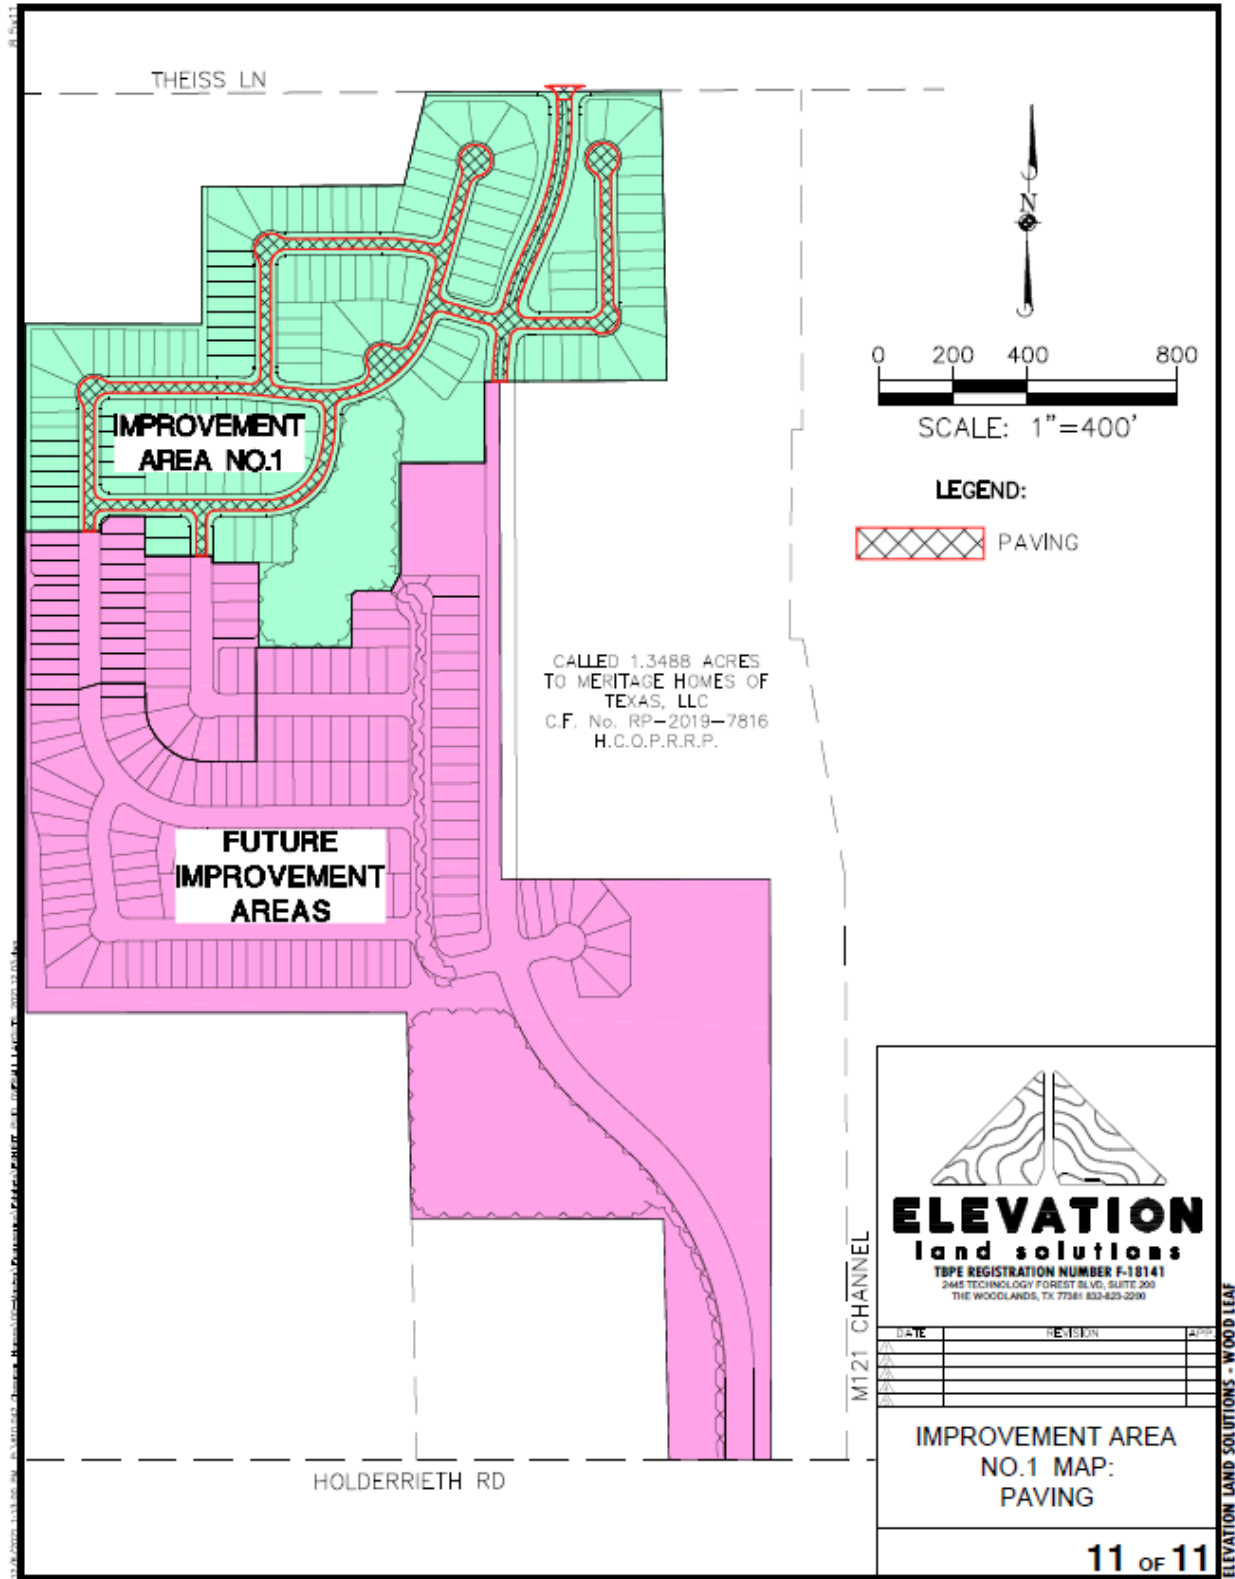 8.5x11
THEISS LN
N
0 200 400 800
SCALE: 1"=400'
LEGEND:
PAVING
IMPROVEMENT
AREA NO.1
CALLED 1.3488 ACRES
TO MERITAGE HOMES OF
TEXAS, LLC
C.F. No. RP-2019-7816
H.C.O.P.R.R.P.
FUTURE
IMPROVEMENT
AREAS
M121 CHANNEL
HOLDERRIETH RD
ELEVATION
land solutions
TBPE REGISTRATION NUMBER F-18141
2445 TECHNOLOGY FOREST BLVD, SUITE 200
THE WOODLANDS, TX 77381 832-823-2200
DATE REVISION APP.
IMPROVEMENT AREA
NO.1 MAP:
PAVING
11 OF 11
ELEVATION LAND SOLUTIONS - WOOD LEAF